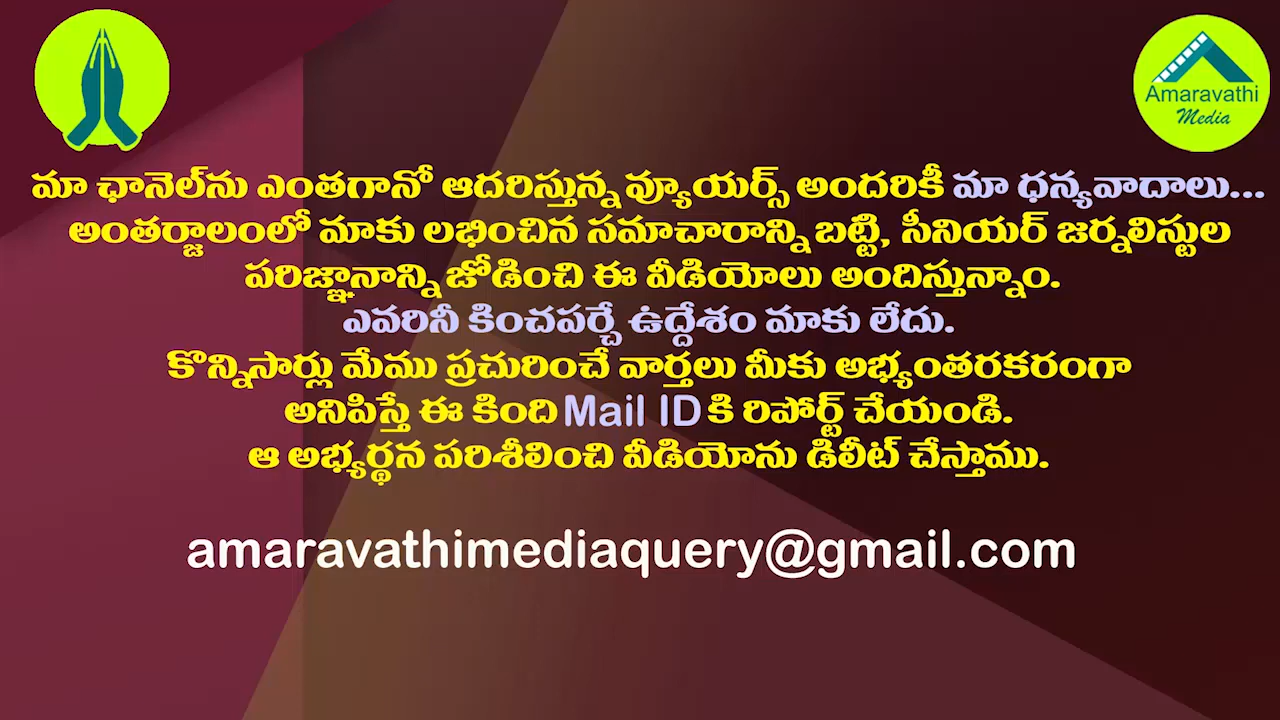 Amaravathi
Media
మా ఛానెల్‌ను ఎంతగానో ఆదరిస్తున్న వ్యూయర్స్ అందరికీ మా ధన్యవాదాలు...
అంతర్జాలంలో మాకు లభించిన సమాచారాన్ని బట్టి, సీనియర్ జర్నలిస్టుల
పరిజ్ఞానాన్ని జోడించి ఈ వీడియోలు అందిస్తున్నాం.
ఎవరినీ కించపర్చే ఉద్దేశం మాకు లేదు.
కొన్నిసార్లు మేము ప్రచురించే వార్తలు మీకు అభ్యంతరకరంగా
అనిపిస్తే ఈ కింది Mail ID కి రిపోర్ట్ చేయండి.
ఆ అభ్యర్థన పరిశీలించి వీడియోను డిలీట్ చేస్తాము.
amaravathimediaquery@gmail.com